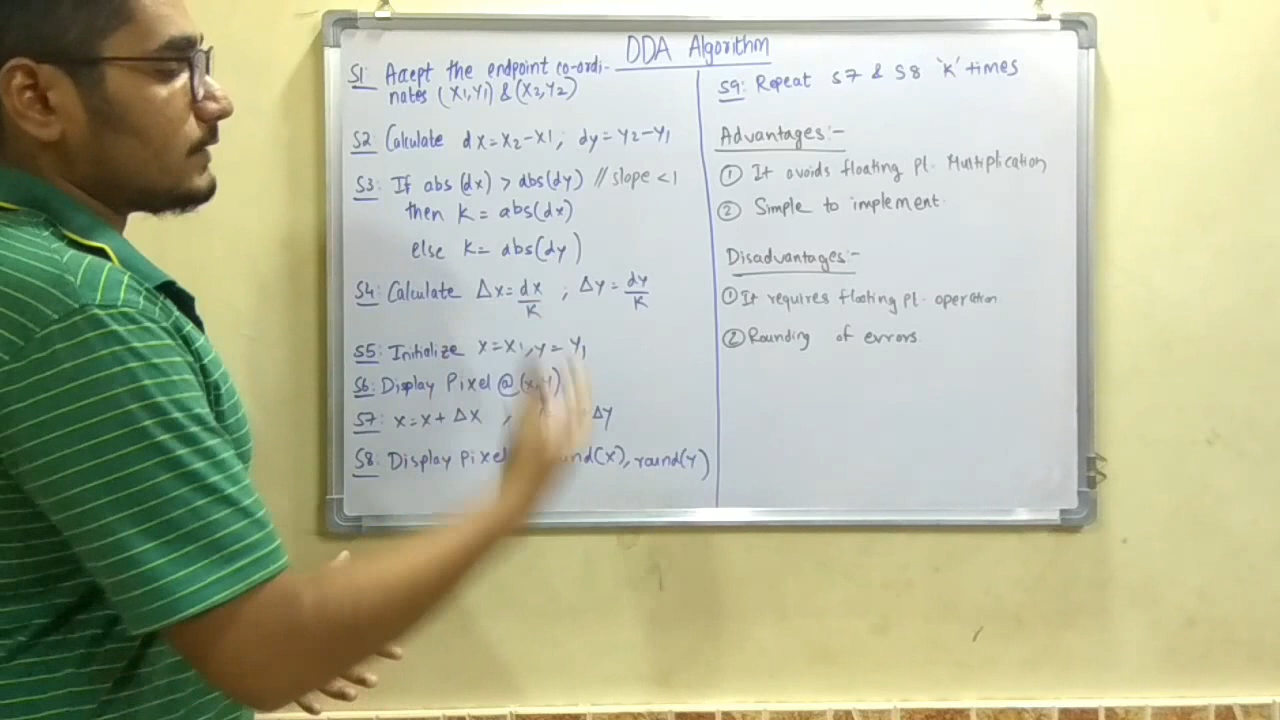 DDA Algorithm
S1: Accept the endpoint co-ordi-
nates (X1,Y1) & (X2,Y2)
S2: Calculate dx=X2-X1; dy=Y2-Y1
S3: If abs(dx) > abs(dy) // slope <1
then K = abs(dx)
else K= abs(dy)
S4: Calculate Δx=dx/K ; Δy=dy/K
S5: Initialize x=X1, y=Y1
S6: Display Pixel @ (x,y)
S7: x=x+ΔX , ΔY
S8: Display Pixel (X), round(Y)
S9: Repeat S7 & S8 'K' times
Advantages:-
① It avoids floating pt. Multiplication
② Simple to implement.
Disadvantages:-
① It requires floating pt. operation
② Rounding of errors.